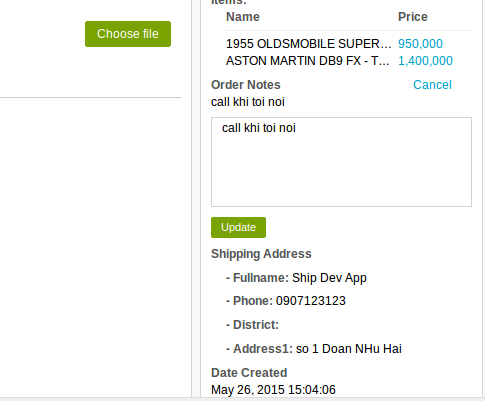 Items:
Choose file
Name Price
1955 OLDSMOBILE SUPER... 950,000
ASTON MARTIN DB9 FX - T... 1,400,000
Order Notes Cancel
call khi toi noi
call khi toi noi
Update
Shipping Address
- Fullname: Ship Dev App
- Phone: 0907123123
- District:
- Address1: so 1 Doan NHu Hai
Date Created
May 26, 2015 15:04:06